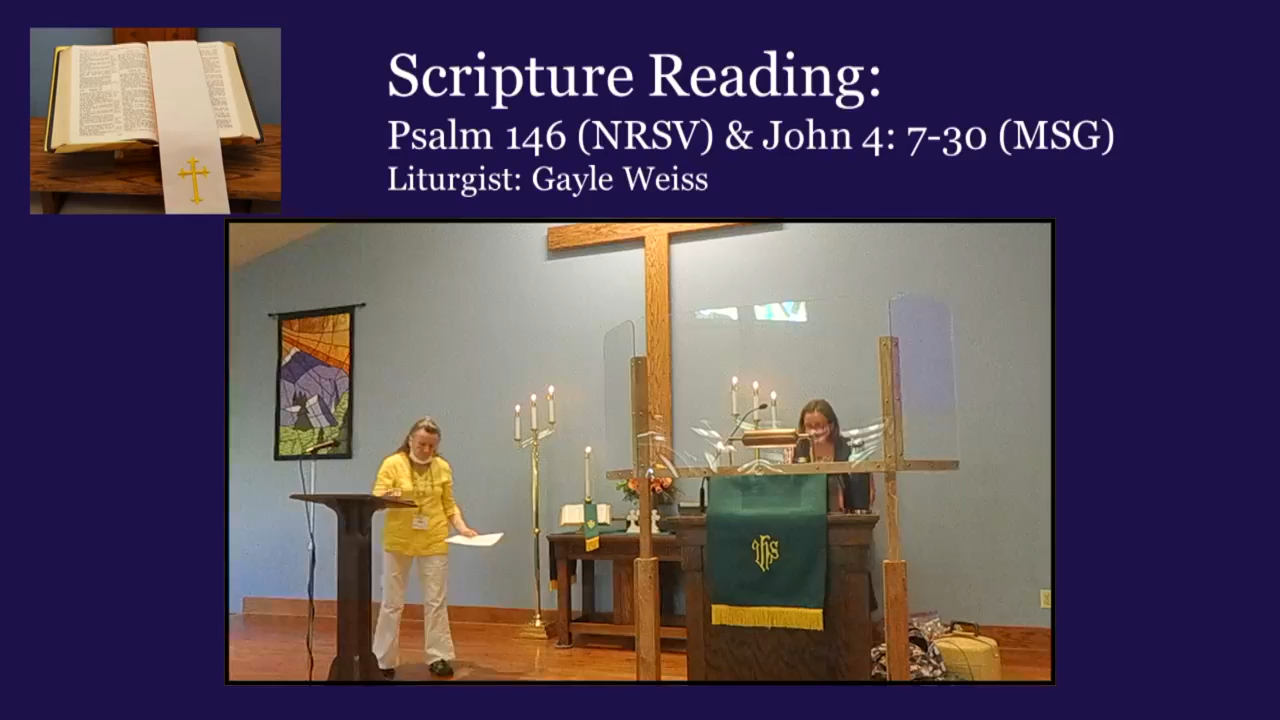 Scripture Reading:
Psalm 146 (NRSV) & John 4: 7-30 (MSG)
Liturgist: Gayle Weiss
IHS